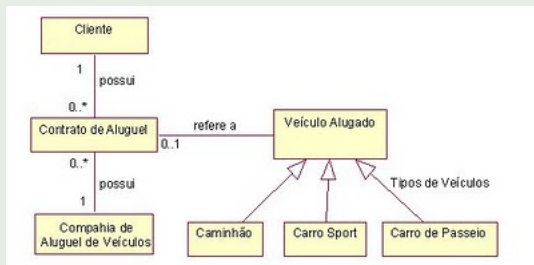 Cliente
1
possui
0..*
Contrato de Aluguel
refere a
0..1
Veículo Alugado
0..*
possui
1
Tipos de Veículos
Compahia de
Aluguel de Veículos
Caminhão
Carro Sport
Carro de Passeio